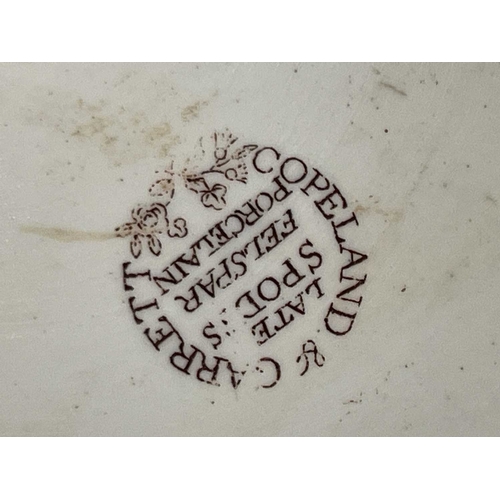 COPELAND & GARRETT
LATE
SPODE'S
FELSPAR
PORCELAIN